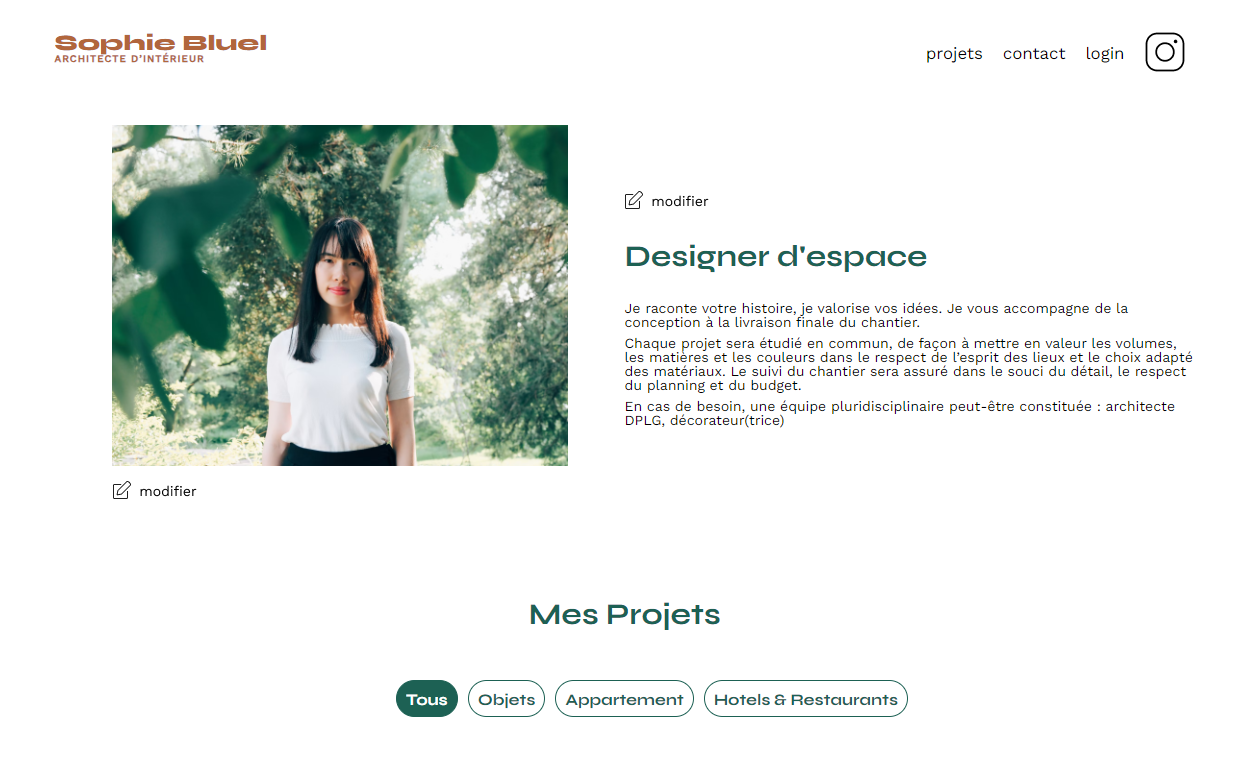 Sophie Bluel
ARCHITECTE D'INTÉRIEUR
projets contact login
modifier
Designer d'espace
Je raconte votre histoire, je valorise vos idées. Je vous accompagne de la
conception à la livraison finale du chantier.
Chaque projet sera étudié en commun, de façon à mettre en valeur les volumes,
les matières et les couleurs dans le respect de l’esprit des lieux et le choix adapté
des matériaux. Le suivi du chantier sera assuré dans le souci du détail, le respect
du planning et du budget.
En cas de besoin, une équipe pluridisciplinaire peut-être constituée : architecte
DPLG, décorateur(trice)
modifier
Mes Projets
Tous Objets Appartement Hotels & Restaurants